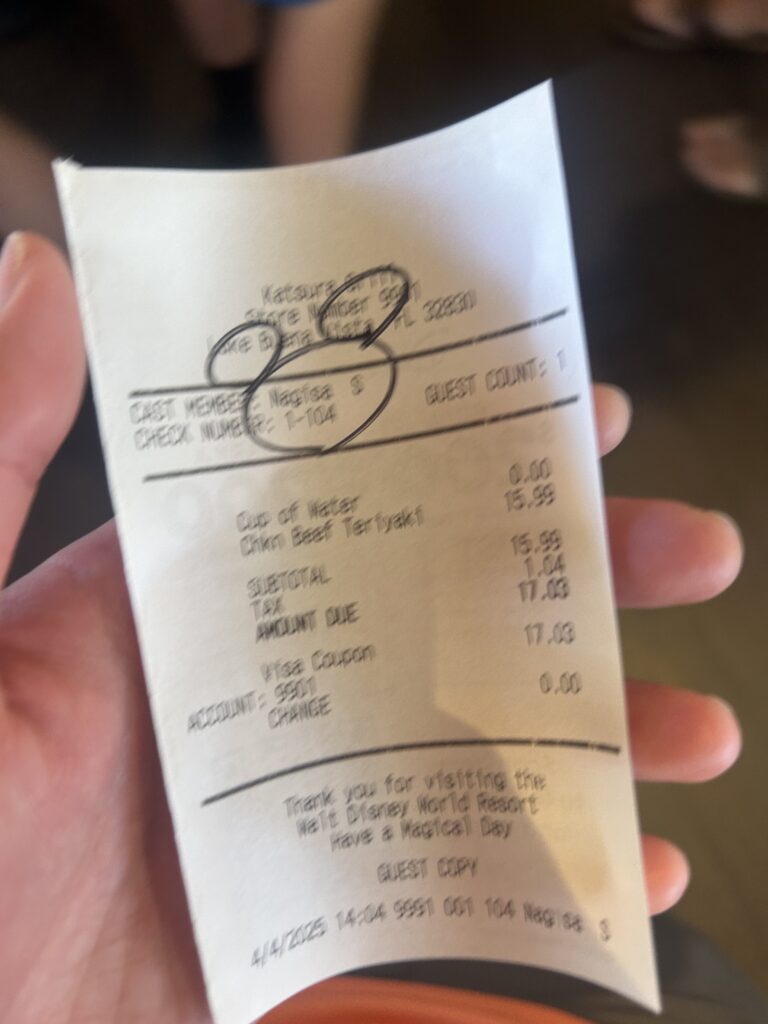 Katsura Grill
Store Number 9901
Lake Buena Vista, FL 32830
CAST MEMBER: Nagisa S GUEST COUNT: 1
CHECK NUMBER: 1-104
Cup of Water 0.00
Chkn Beef Teriyaki 15.99
SUBTOTAL 15.99
TAX 1.04
AMOUNT DUE 17.03
Visa Coupon 17.03
ACCOUNT: 9901
CHANGE 0.00
Thank you for visiting the
Walt Disney World Resort
Have a Magical Day
GUEST COPY
4/4/2025 14:04 9991 001 104 Nagisa S